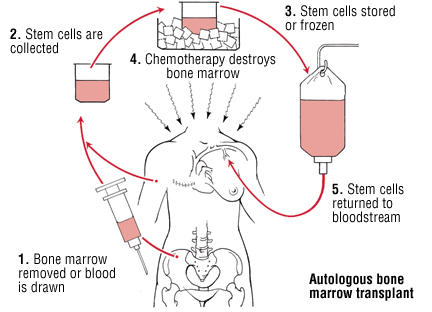 1. Bone marrow
removed or blood
is drawn
2. Stem cells are
collected
3. Stem cells stored
or frozen
4. Chemotherapy destroys
bone marrow
5. Stem cells
returned to
bloodstream
Autologous bone
marrow transplant